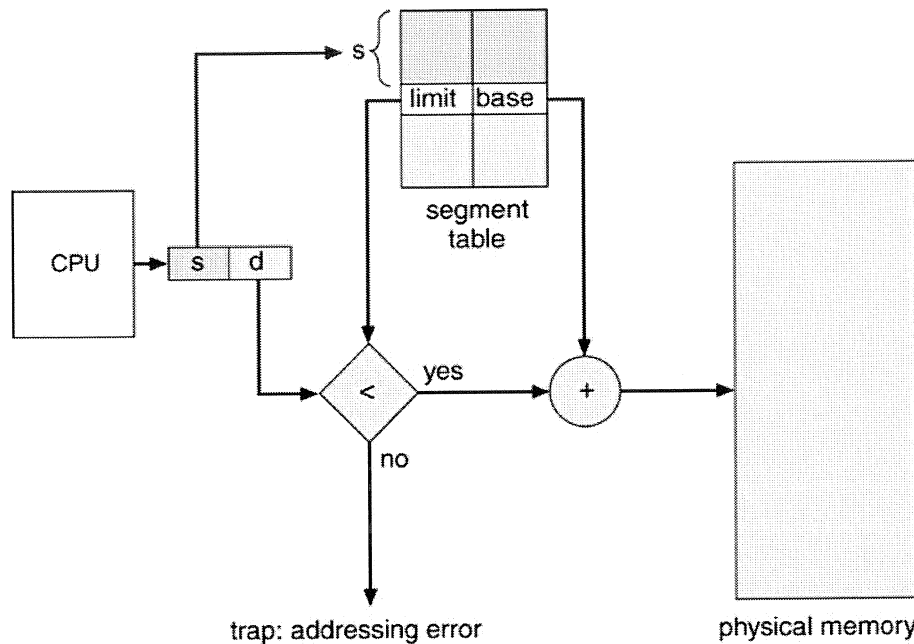 s
limit base
segment
table
CPU
s d
<
yes
+
no
trap: addressing error
physical memory